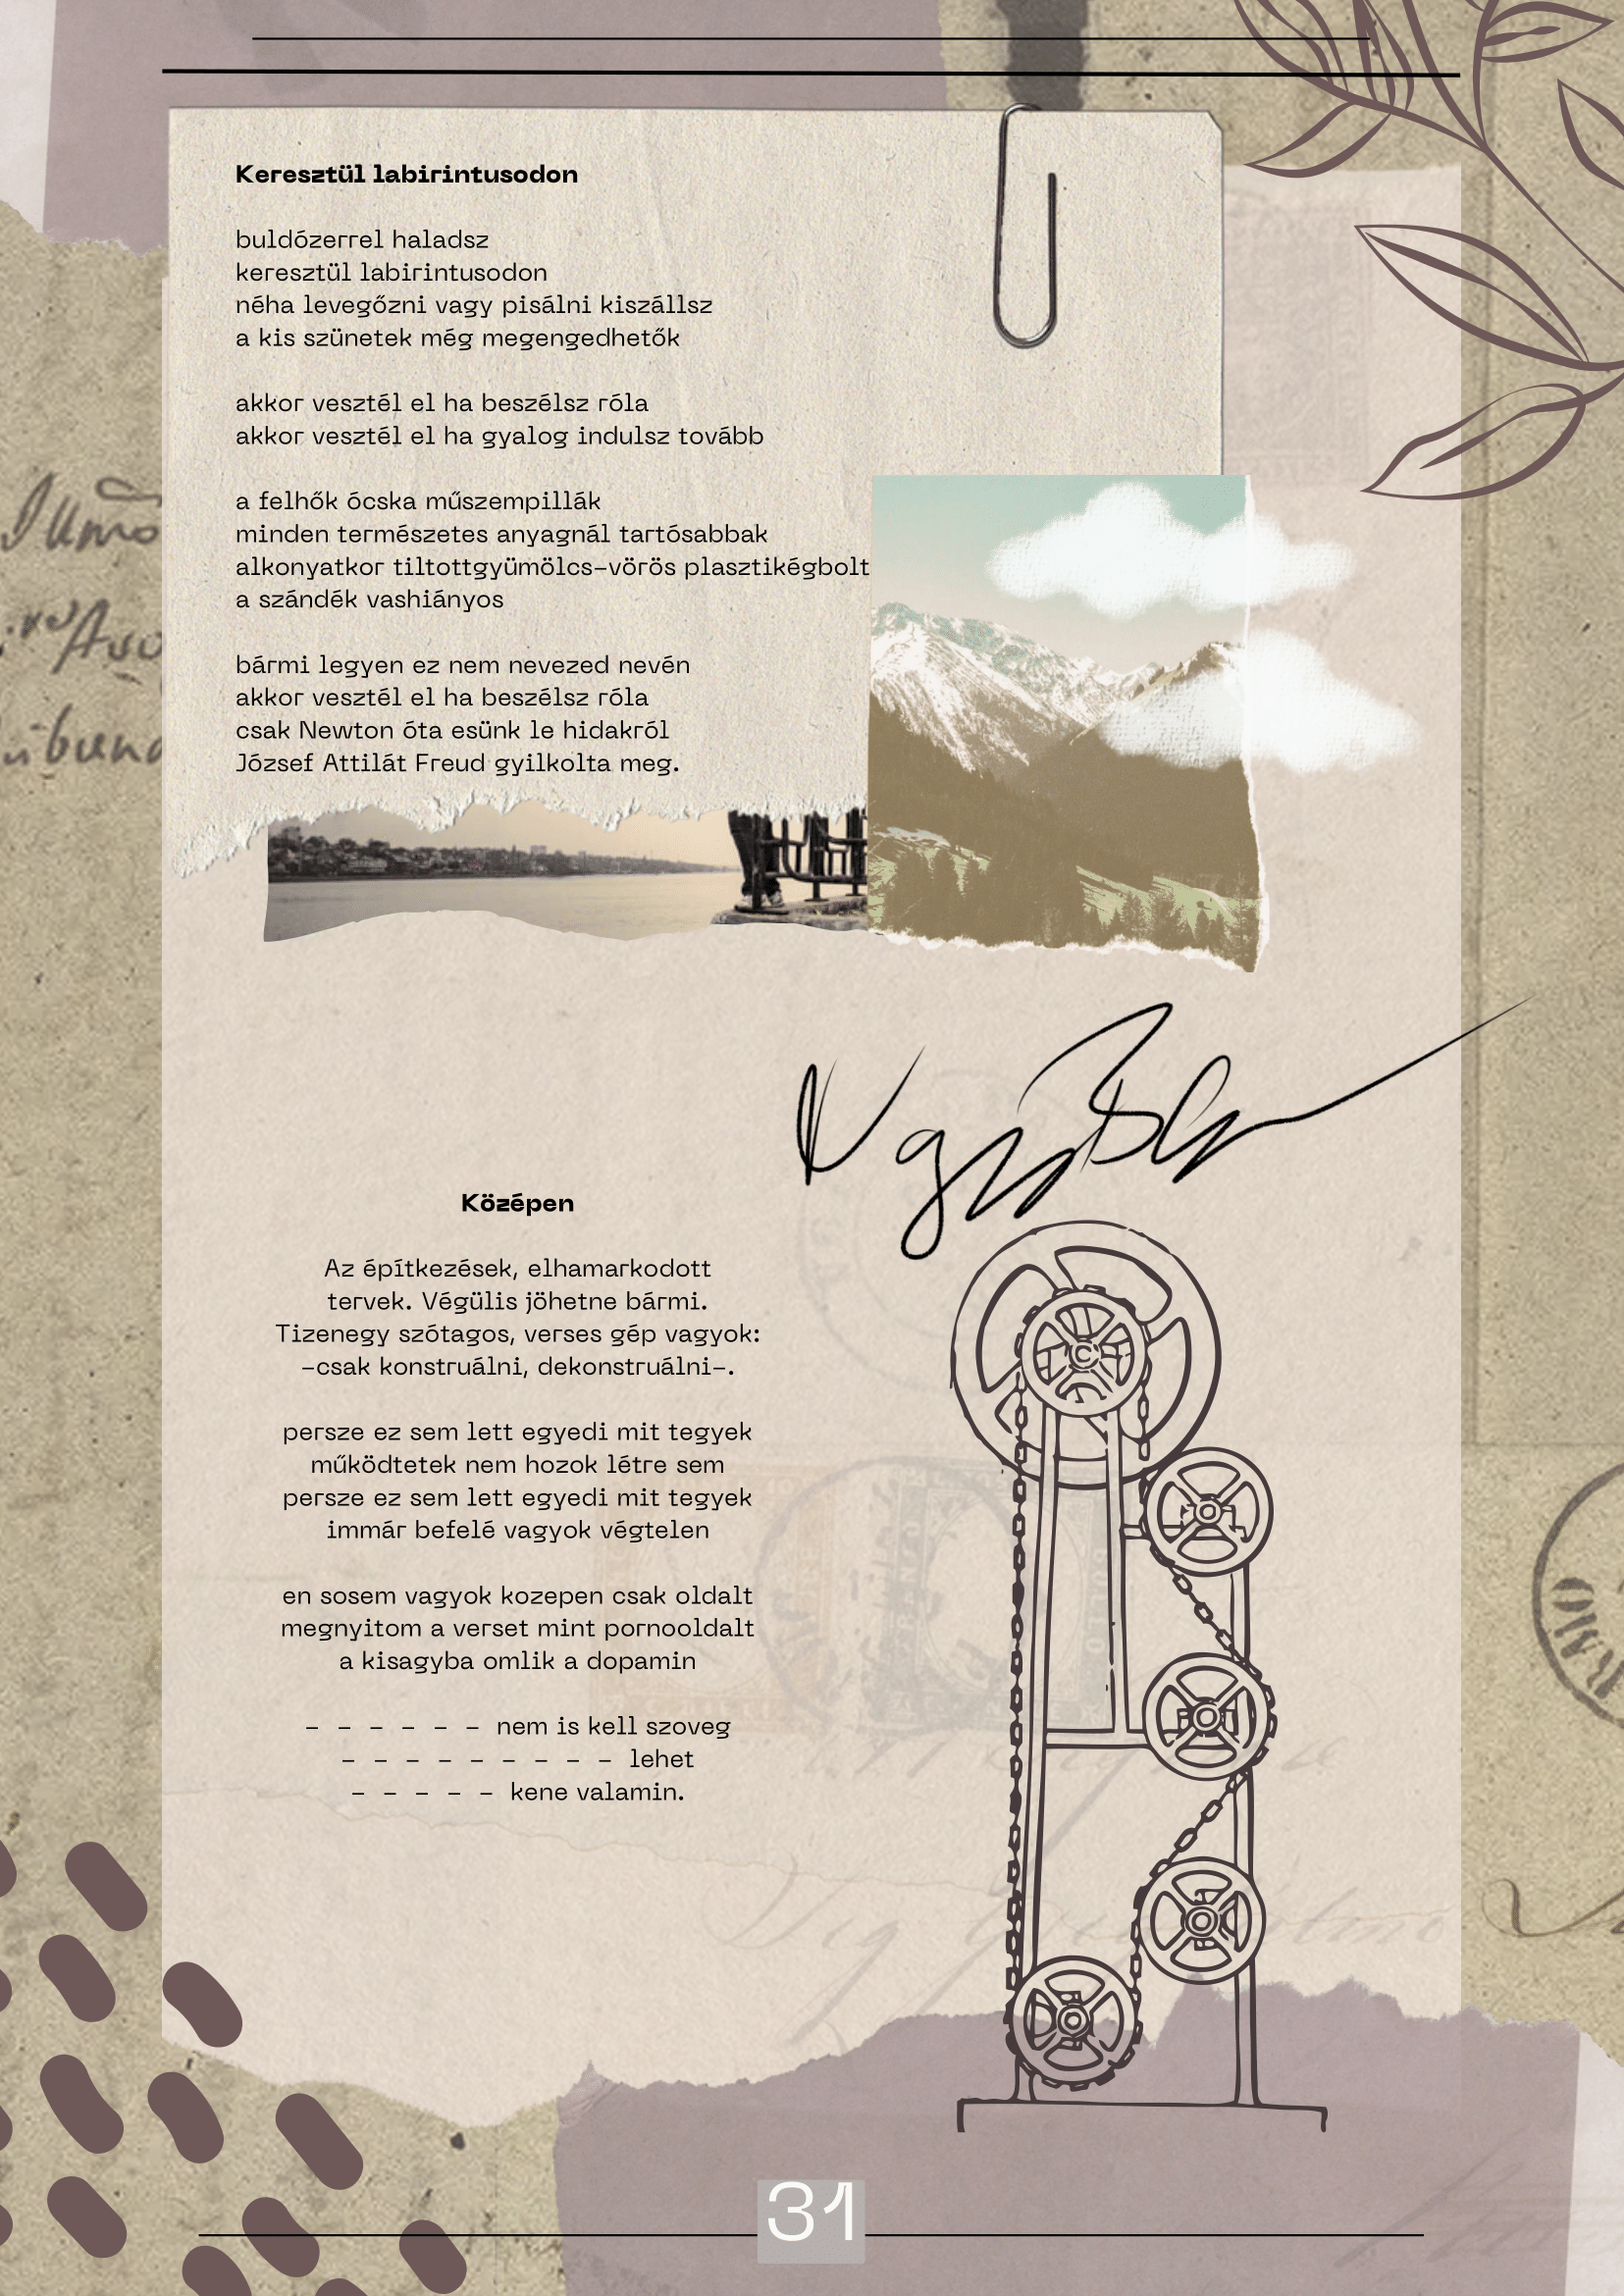 Keresztül labirintusodon
buldózerrel haladsz
keresztül labirintusodon
néha levegőzni vagy pisálni kiszállsz
a kis szünetek még megengedhetők
akkor vesztél el ha beszélsz róla
akkor vesztél el ha gyalog indulsz tovább
a felhők ócska műszempillák
minden természetes anyagnál tartósabbak
alkonyatkor tiltottgyümölcs-vörös plasztikégbolt
a szándék vashiányos
bármi legyen ez nem nevezed nevén
akkor vesztél el ha beszélsz róla
csak Newton óta esünk le hidakról
József Attilát Freud gyilkolta meg.
Középen
Az építkezések, elhamarkodott
tervek. Végülis jöhetne bármi.
Tizenegy szótagos, verses gép vagyok:
-csak konstruálni, dekonstruálni-.
persze ez sem lett egyedi mit tegyek
működtetek nem hozok létre sem
persze ez sem lett egyedi mit tegyek
immár befelé vagyok végtelen
en sosem vagyok kozepen csak oldalt
megnyitom a verset mint pornooldalt
a kisagyba omlik a dopamin
- - - - - - nem is kell szoveg
- - - - - - - - - lehet
- - - - - kene valamin.
31